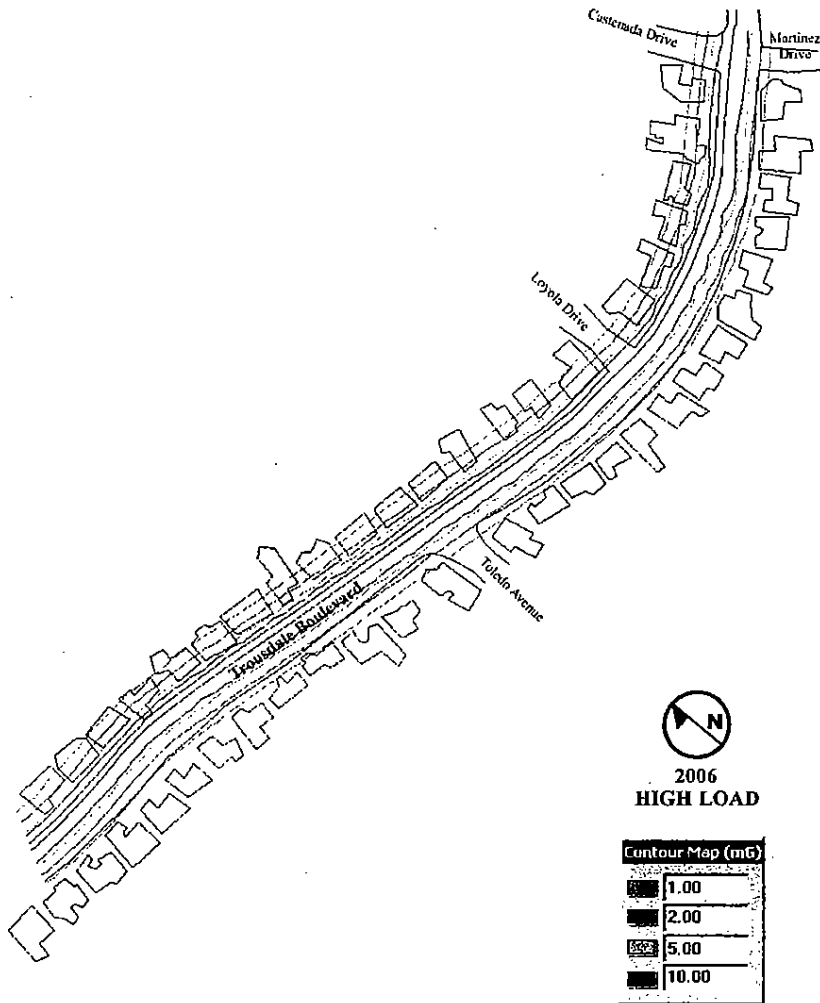 Castenada Drive
Martinez
Drive
Loyola Drive
Toledo Avenue
Trousdale Boulevard
N
2006
HIGH LOAD
Contour Map (mG)
1.00
2.00
5.00
10.00